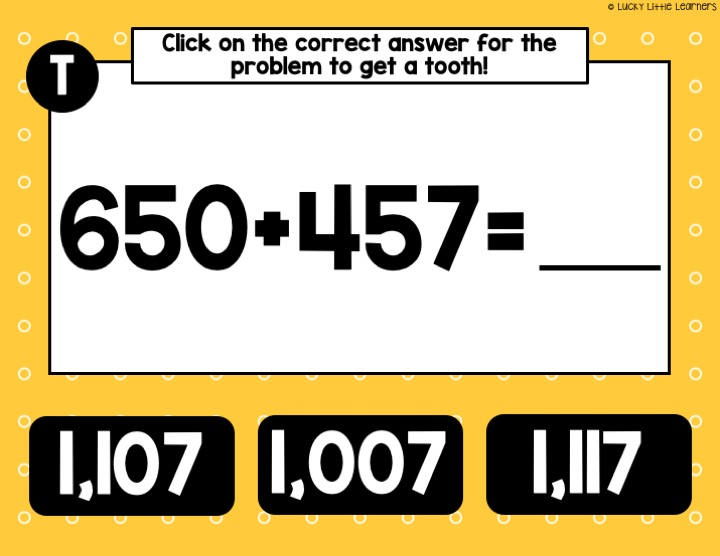 © Lucky Little Learners
T
Click on the correct answer for the
problem to get a tooth!
650+457=___
1,107
1,007
1,117